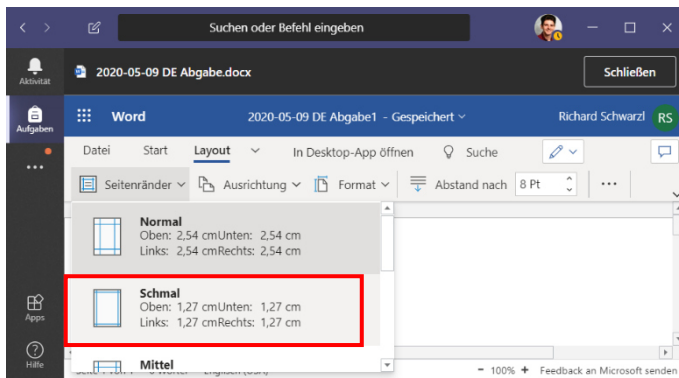 Suchen oder Befehl eingeben
Aktivität
2020-05-09 DE Abgabe.docx
Schließen
Aufgaben
Word
2020-05-09 DE Abgabe1 - Gespeichert
Richard Schwarzl
RS
Datei Start Layout In Desktop-App öffnen Suche
Seitenränder Ausrichtung Format Abstand nach 8 Pt
Normal
Oben: 2,54 cmUnten: 2,54 cm
Links: 2,54 cmRechts: 2,54 cm
Schmal
Oben: 1,27 cmUnten: 1,27 cm
Links: 1,27 cmRechts: 1,27 cm
Apps
Mittel
Hilfe
100% Feedback an Microsoft senden